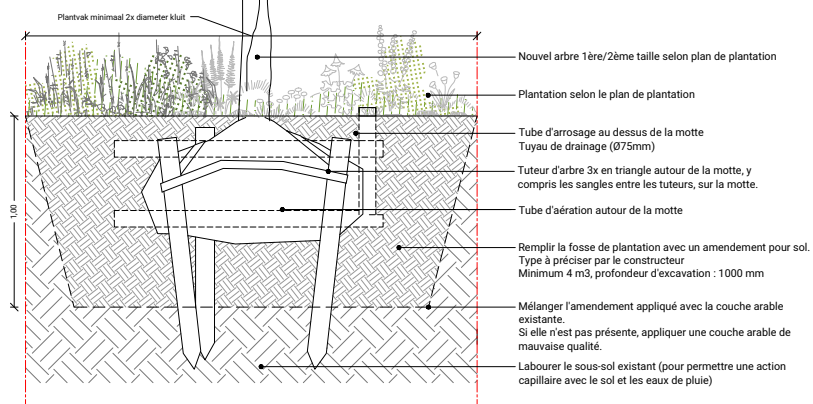 Plantvak minimaal 2x diameter kluit
Nouvel arbre 1ère/2ème taille selon plan de plantation
Plantation selon le plan de plantation
Tube d'arrosage au dessus de la motte
Tuyau de drainage (Ø75mm)
Tuteur d'arbre 3x en triangle autour de la motte, y
compris les sangles entre les tuteurs, sur la motte.
Tube d'aération autour de la motte
1,00
Remplir la fosse de plantation avec un amendement pour sol.
Type à préciser par le constructeur
Minimum 4 m3, profondeur d'excavation : 1000 mm
Mélanger l'amendement appliqué avec la couche arable
existante.
Si elle n'est pas présente, appliquer une couche arable de
mauvaise qualité.
Labourer le sous-sol existant (pour permettre une action
capillaire avec le sol et les eaux de pluie)